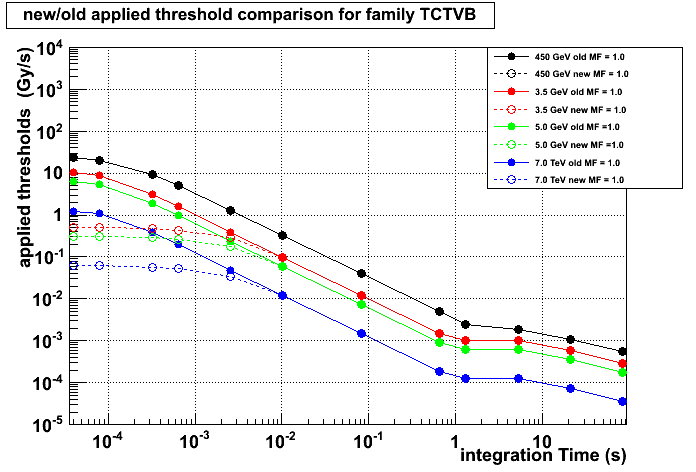 new/old applied threshold comparison for family TCTVB
applied thresholds (Gy/s)
10^4
10^3
10^2
10
1
10^-1
10^-2
10^-3
10^-4
10^-5
450 GeV old MF = 1.0
450 GeV new MF = 1.0
3.5 GeV old MF = 1.0
3.5 GeV new MF = 1.0
5.0 GeV old MF =1.0
5.0 GeV new MF =1.0
7.0 TeV old MF = 1.0
7.0 TeV new MF = 1.0
10^-4 10^-3 10^-2 10^-1 1 10
integration Time (s)